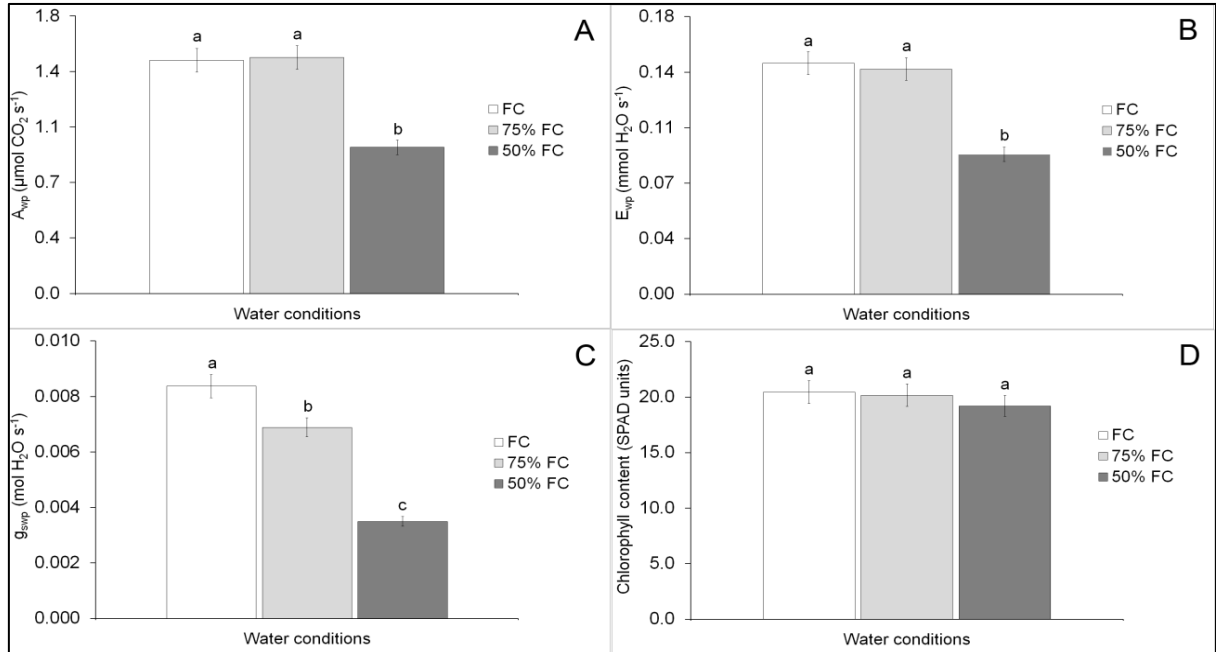 A
A_wp (µmol CO₂ s⁻¹)
1.8
1.4
1.1
0.7
0.4
0.0
a
a
b
FC
75% FC
50% FC
Water conditions
B
E_wp (mmol H₂O s⁻¹)
0.18
0.14
0.11
0.07
0.04
0.00
a
a
b
FC
75% FC
50% FC
Water conditions
C
g_swp (mol H₂O s⁻¹)
0.010
0.008
0.006
0.004
0.002
0.000
a
b
c
FC
75% FC
50% FC
Water conditions
D
Chlorophyll content (SPAD units)
25.0
20.0
15.0
10.0
5.0
0.0
a
a
a
FC
75% FC
50% FC
Water conditions